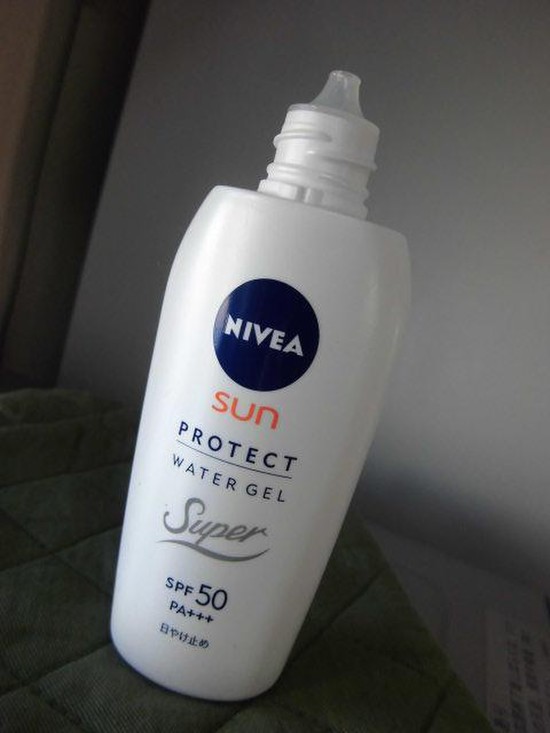 NIVEA
sun
PROTECT
WATER GEL
Super
SPF 50
PA+++
日やけ止め